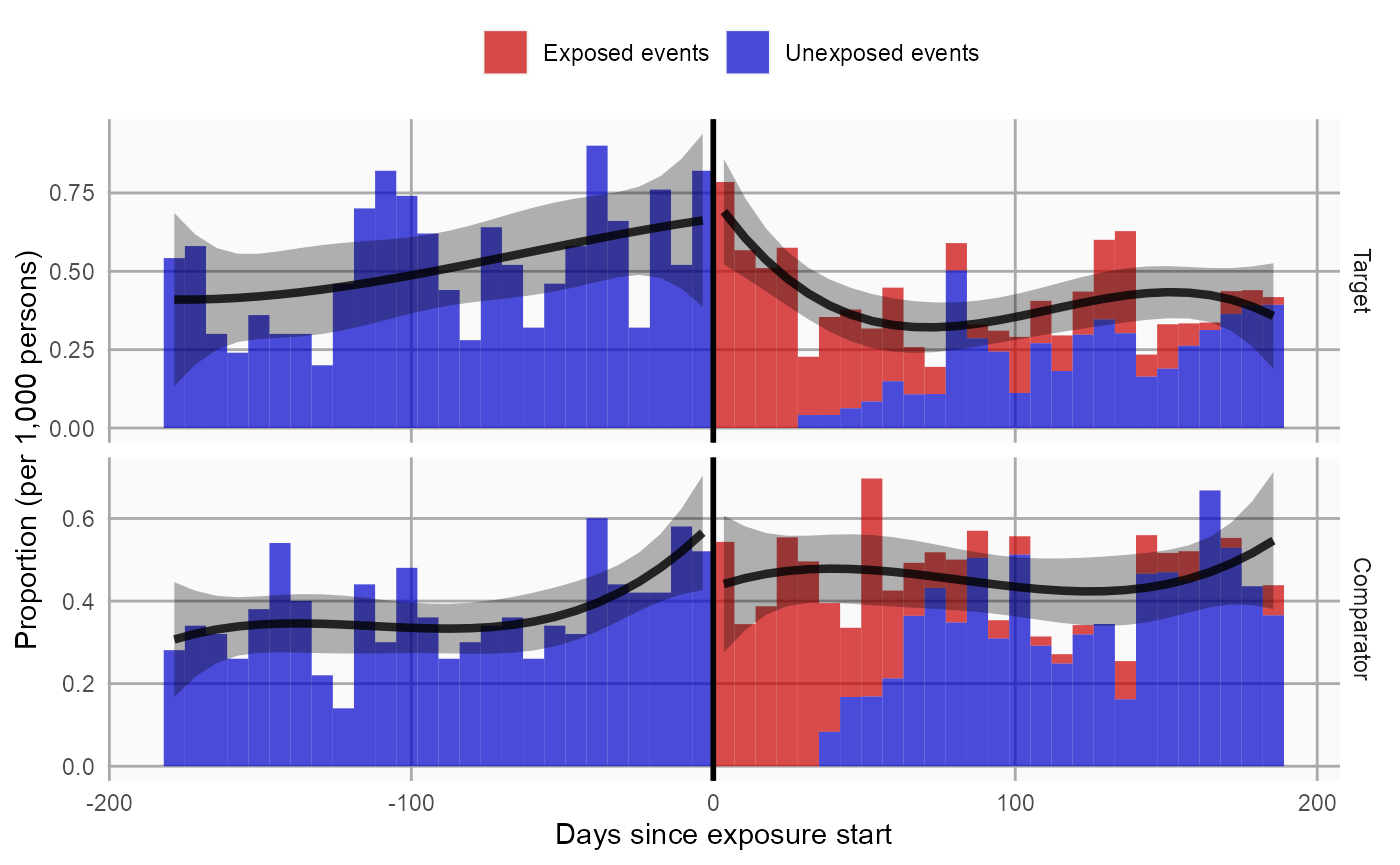 Exposed events
Unexposed events
Proportion (per 1,000 persons)
0.75
0.50
0.25
0.00
Target
0.6
0.4
0.2
0.0
Comparator
-200
-100
0
100
200
Days since exposure start